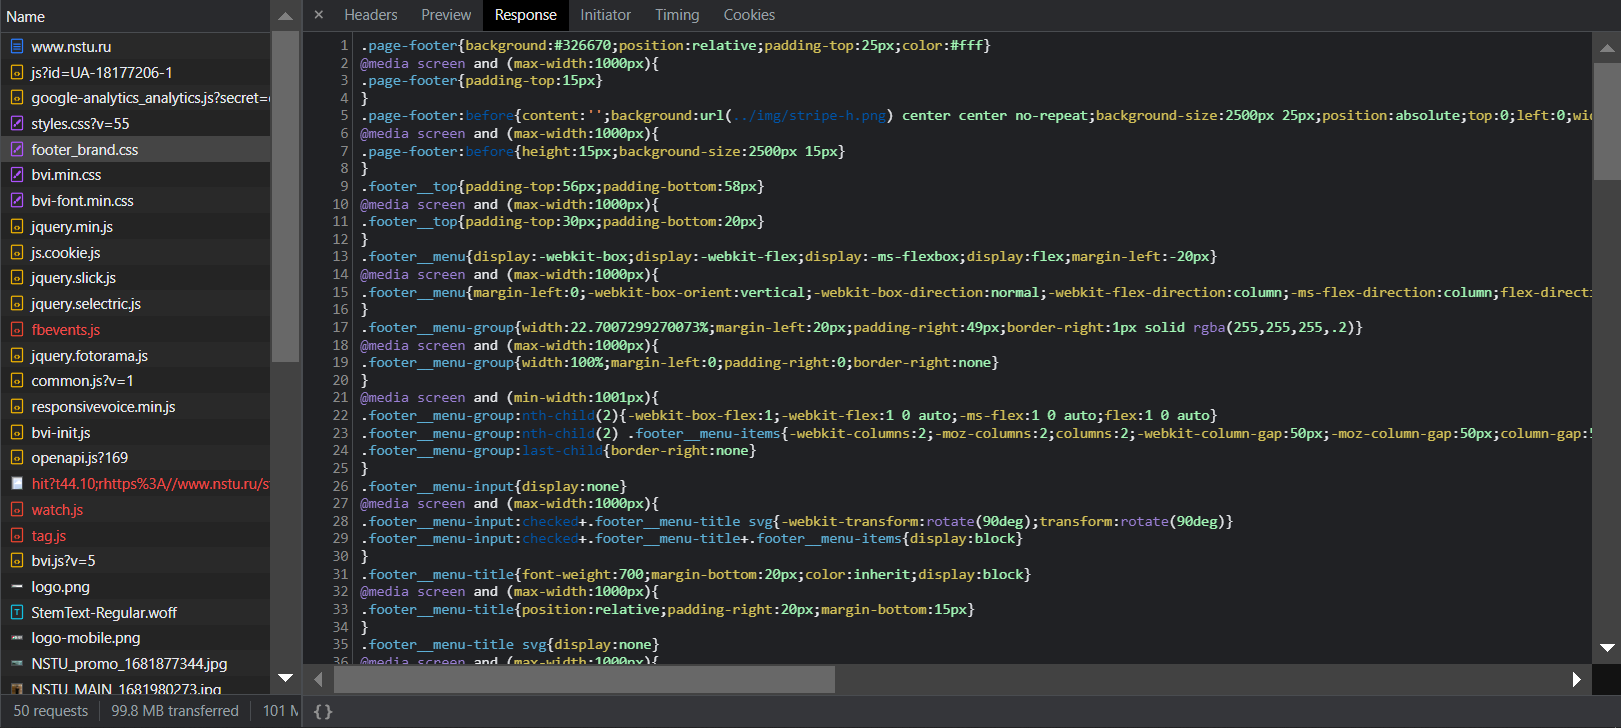 Name
www.nstu.ru
js?id=UA-18177206-1
google-analytics_analytics.js?secret=
styles.css?v=55
footer_brand.css
bvi.min.css
bvi-font.min.css
jquery.min.js
js.cookie.js
jquery.slick.js
jquery.selectric.js
fbevents.js
jquery.fotorama.js
common.js?v=1
responsivevoice.min.js
bvi-init.js
openapi.js?169
hit?t44.10;rhttps%3A//www.nstu.ru/s
watch.js
tag.js
bvi.js?v=5
logo.png
StemText-Regular.woff
logo-mobile.png
NSTU_promo_1681877344.jpg
NSTU_MAIN_1681980273.jpg
50 requests 99.8 MB transferred 101 M
× Headers Preview Response Initiator Timing Cookies
1 .page-footer{background:#326670;position:relative;padding-top:25px;color:#fff}
2 @media screen and (max-width:1000px){
3 .page-footer{padding-top:15px}
4 }
5 .page-footer:before{content:'';background:url(../img/stripe-h.png) center center no-repeat;background-size:2500px 25px;position:absolute;top:0;left:0;wi
6 @media screen and (max-width:1000px){
7 .page-footer:before{height:15px;background-size:2500px 15px}
8 }
9 .footer__top{padding-top:56px;padding-bottom:58px}
10 @media screen and (max-width:1000px){
11 .footer__top{padding-top:30px;padding-bottom:20px}
12 }
13 .footer__menu{display:-webkit-box;display:-webkit-flex;display:-ms-flexbox;display:flex;margin-left:-20px}
14 @media screen and (max-width:1000px){
15 .footer__menu{margin-left:0;-webkit-box-orient:vertical;-webkit-box-direction:normal;-webkit-flex-direction:column;-ms-flex-direction:column;flex-direct
16 }
17 .footer__menu-group{width:22.7007299270073%;margin-left:20px;padding-right:49px;border-right:1px solid rgba(255,255,255,.2)}
18 @media screen and (max-width:1000px){
19 .footer__menu-group{width:100%;margin-left:0;padding-right:0;border-right:none}
20 }
21 @media screen and (min-width:1001px){
22 .footer__menu-group:nth-child(2){-webkit-box-flex:1;-webkit-flex:1 0 auto;-ms-flex:1 0 auto;flex:1 0 auto}
23 .footer__menu-group:nth-child(2) .footer__menu-items{-webkit-columns:2;-moz-columns:2;columns:2;-webkit-column-gap:50px;-moz-column-gap:50px;column-gap:5
24 .footer__menu-group:last-child{border-right:none}
25 }
26 .footer__menu-input{display:none}
27 @media screen and (max-width:1000px){
28 .footer__menu-input:checked+.footer__menu-title svg{-webkit-transform:rotate(90deg);transform:rotate(90deg)}
29 .footer__menu-input:checked+.footer__menu-title+.footer__menu-items{display:block}
30 }
31 .footer__menu-title{font-weight:700;margin-bottom:20px;color:inherit;display:block}
32 @media screen and (max-width:1000px){
33 .footer__menu-title{position:relative;padding-right:20px;margin-bottom:15px}
34 }
35 .footer__menu-title svg{display:none}
36 @media screen and (max-width:1000px){
{}